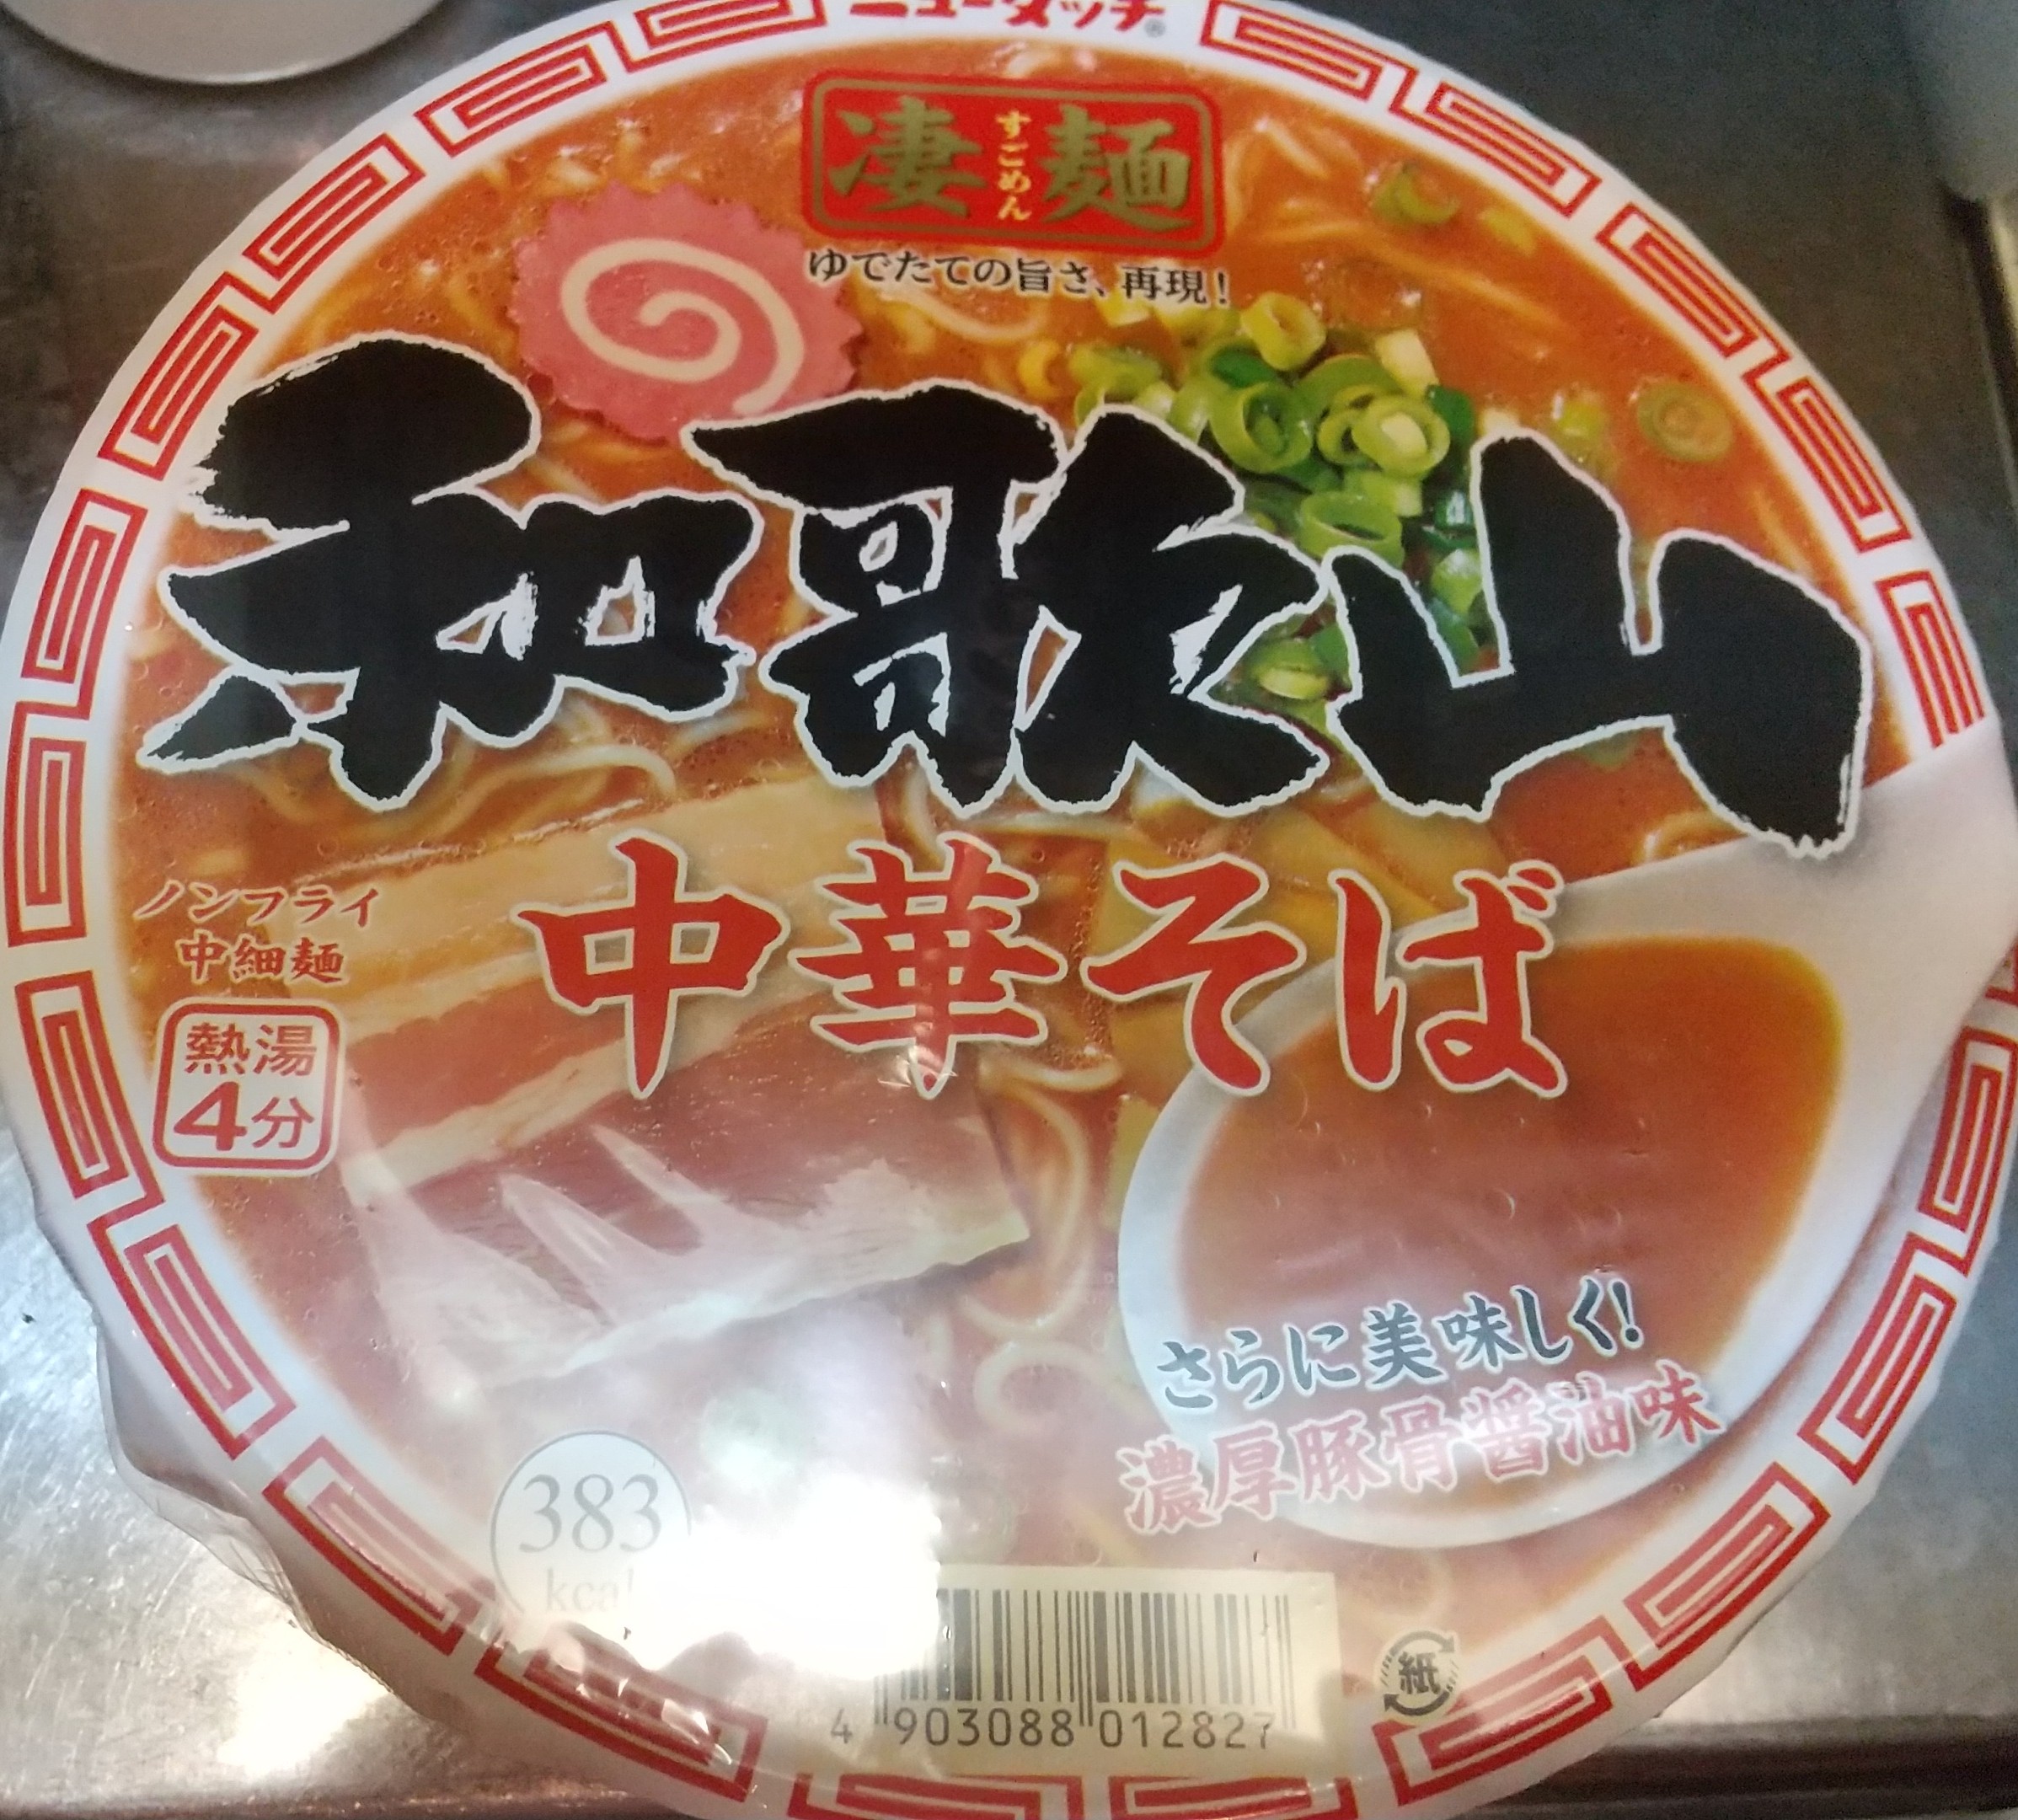 ニュータッチ®
凄麺
すごめん
ゆでたての旨さ、再現!
和歌山
中華そば
ノンフライ
中細麺
熱湯
4分
さらに美味しく!
濃厚豚骨醤油味
383
kcal
4 903088 012827
紙